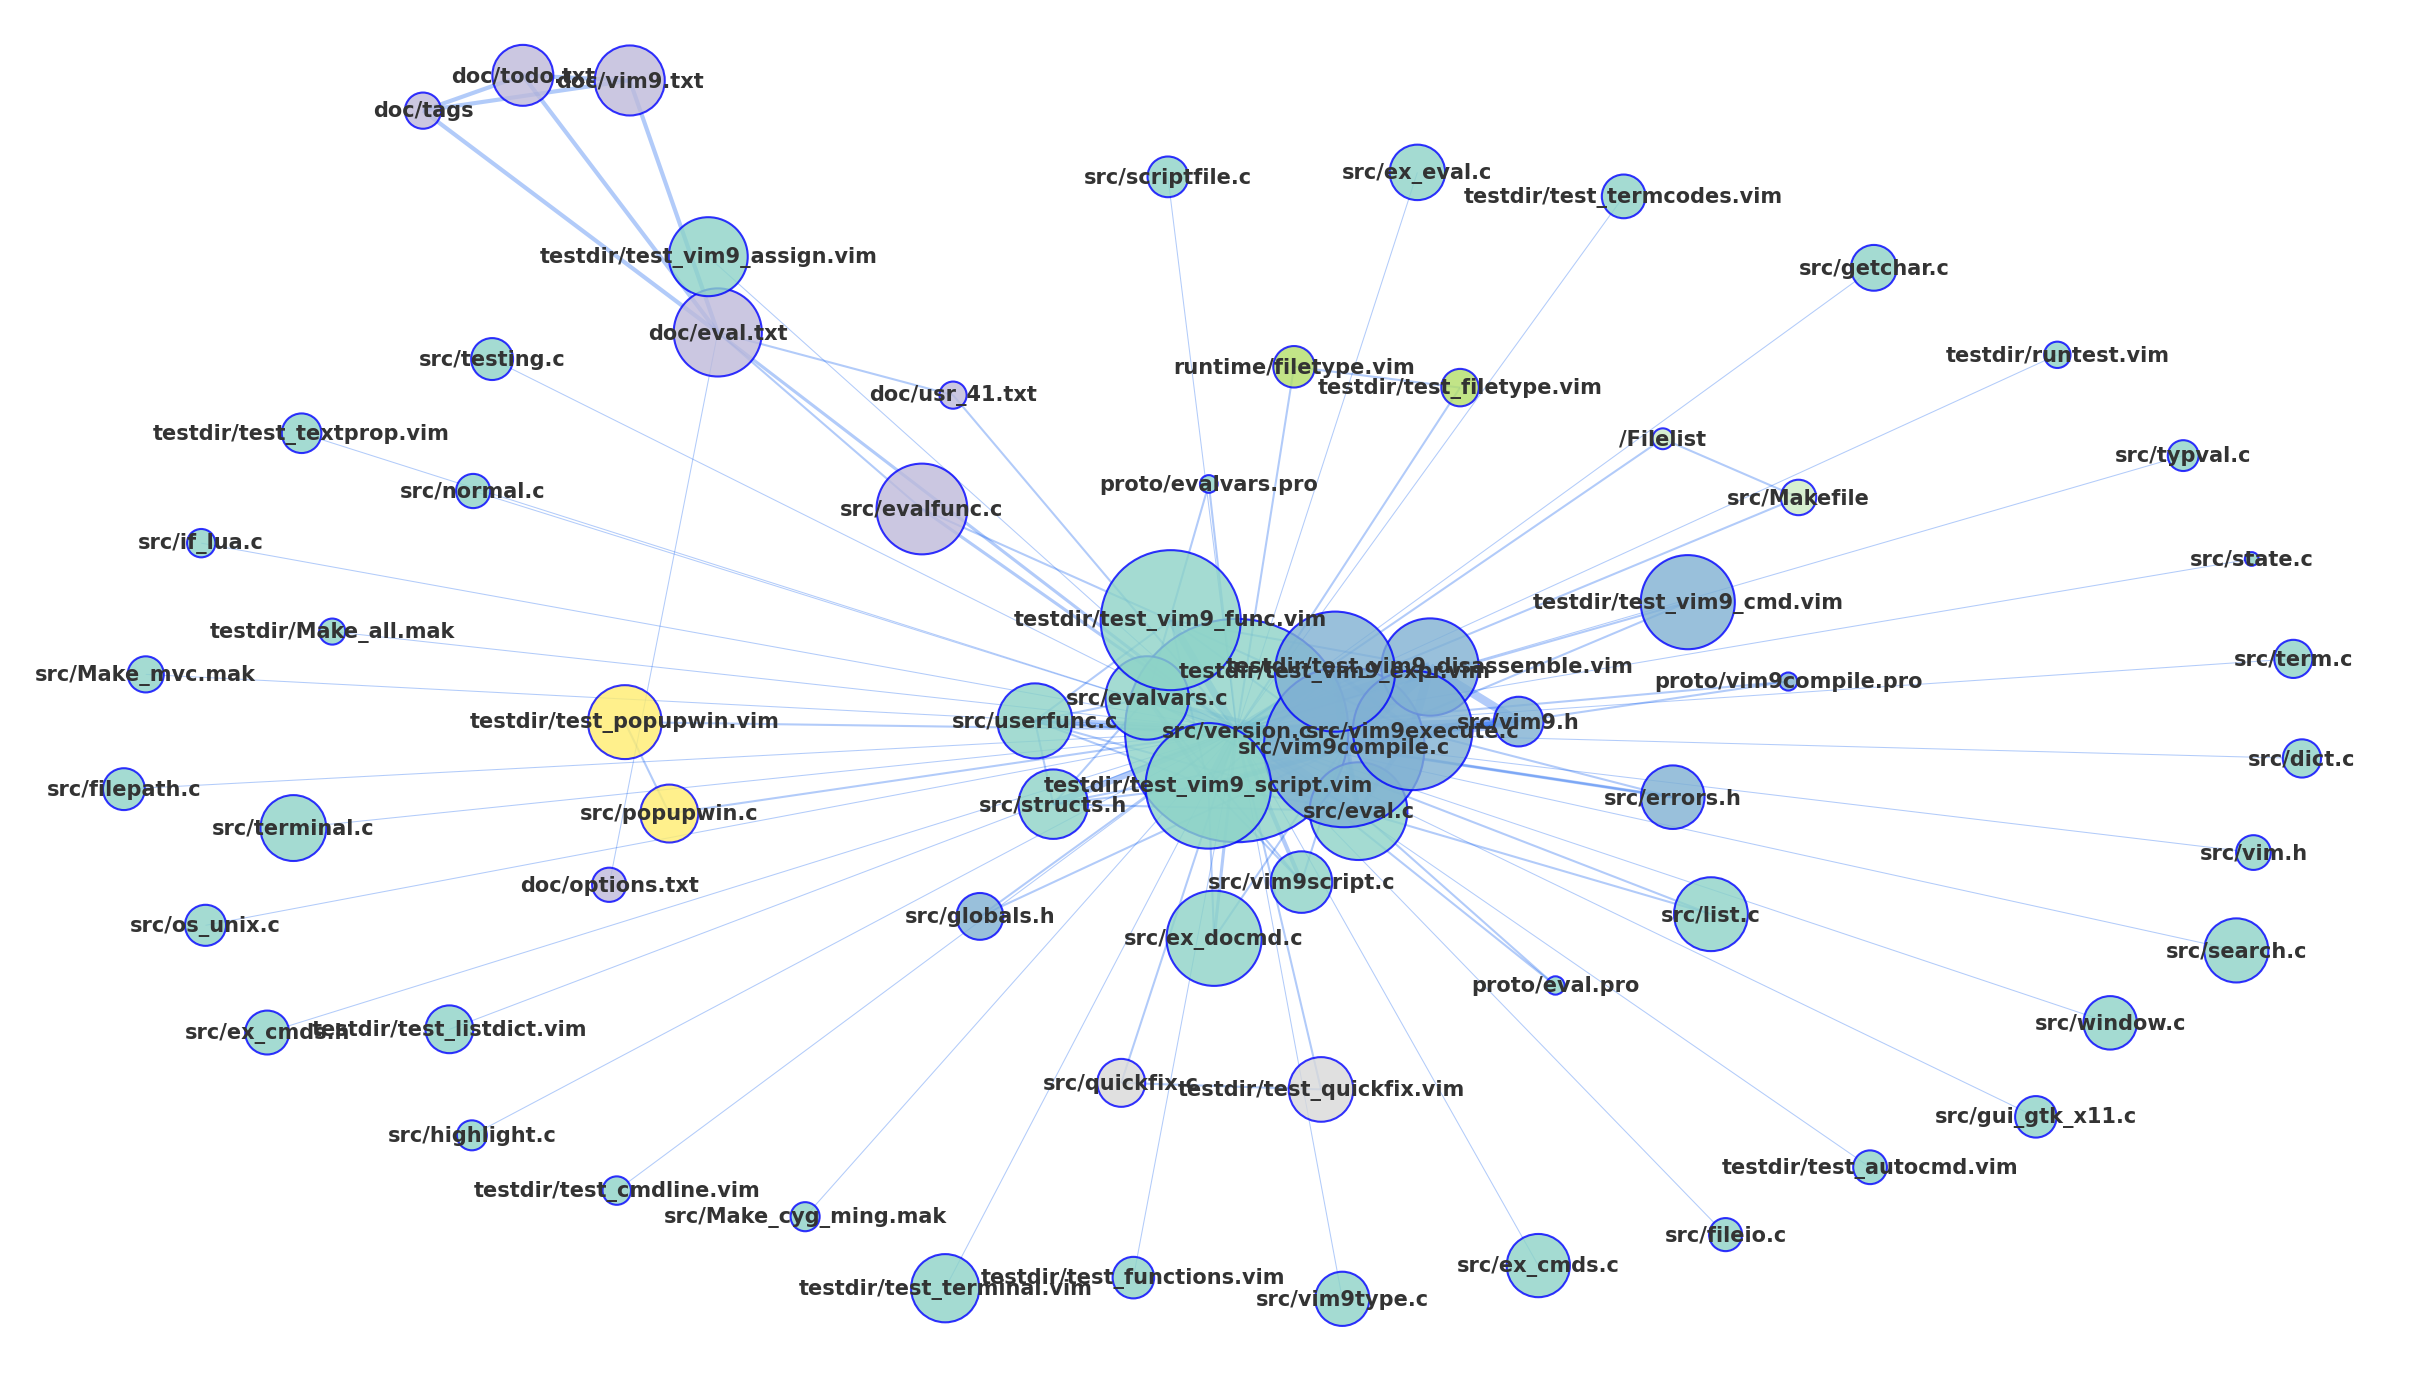 doc/todo.txt
doc/vim9.txt
doc/tags
src/scriptfile.c
src/ex_eval.c
testdir/test_termcodes.vim
testdir/test_vim9_assign.vim
src/getchar.c
doc/eval.txt
src/testing.c
runtime/filetype.vim
testdir/runtest.vim
testdir/test_filetype.vim
doc/usr_41.txt
testdir/test_textprop.vim
/Filelist
src/typval.c
src/normal.c
proto/evalvars.pro
src/Makefile
src/evalfunc.c
src/if_lua.c
src/state.c
testdir/test_vim9_cmd.vim
testdir/test_vim9_func.vim
testdir/Make_all.mak
src/term.c
testdir/test_vim9_disassemble.vim
testdir/test_vim9_expr.vim
src/Make_mvc.mak
proto/vim9compile.pro
src/evalvars.c
testdir/test_popupwin.vim
src/userfunc.c
src/vim9.h
src/version.c
src/vim9execute.c
src/vim9compile.c
src/dict.c
src/filepath.c
testdir/test_vim9_script.vim
src/errors.h
src/structs.h
src/popupwin.c
src/eval.c
src/terminal.c
src/vim.h
doc/options.txt
src/vim9script.c
src/globals.h
src/list.c
src/os_unix.c
src/ex_docmd.c
src/search.c
proto/eval.pro
src/window.c
src/ex_cmds.h
testdir/test_listdict.vim
src/quickfix.c
testdir/test_quickfix.vim
src/gui_gtk_x11.c
src/highlight.c
testdir/test_autocmd.vim
testdir/test_cmdline.vim
src/Make_cyg_ming.mak
src/fileio.c
src/ex_cmds.c
testdir/test_functions.vim
testdir/test_terminal.vim
src/vim9type.c